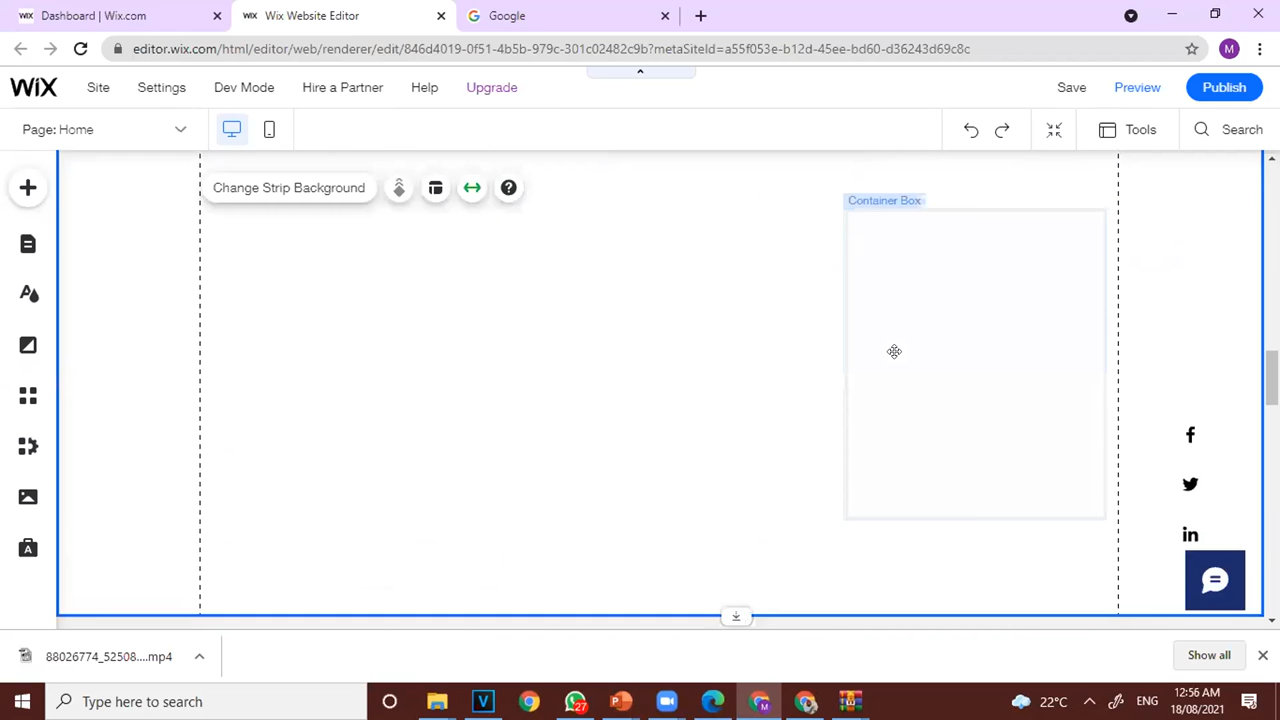 WiX Dashboard | Wix.com
WiX Wix Website Editor
Google
editor.wix.com/html/editor/web/renderer/edit/846d4019-0f51-4b5b-979c-301c02482c9b?metaSiteId=a55f053e-b12d-45ee-bd60-d36243d69c8c
M
WiX Site Settings Dev Mode Hire a Partner Help Upgrade Save Preview Publish
Page: Home Tools Search
Change Strip Background
Container Box
88026774_52508....mp4
Show all
Type here to search
27
22°C
ENG
12:56 AM
18/08/2021